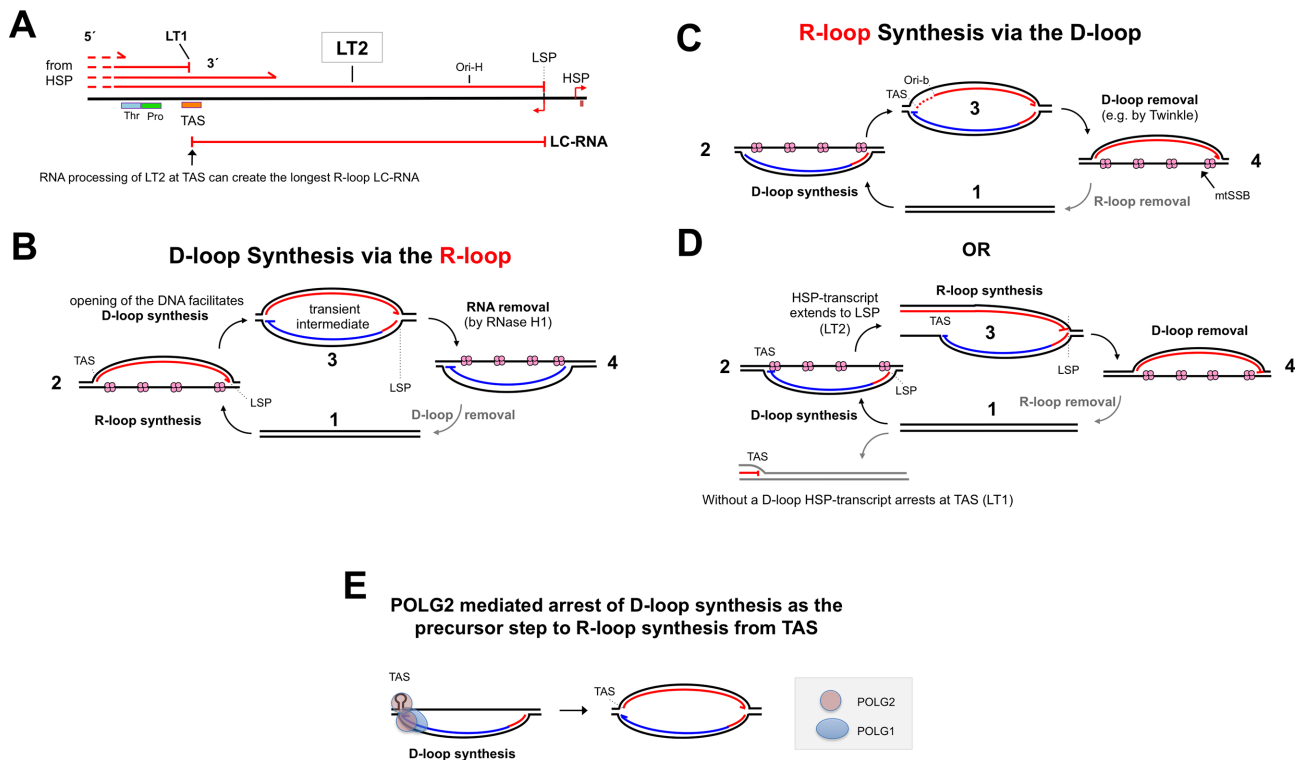 A
5´
LT1
from
HSP
3´
LT2
Ori-H
LSP
HSP
Thr
Pro
TAS
LC-RNA
RNA processing of LT2 at TAS can create the longest R-loop LC-RNA
B
D-loop Synthesis via the R-loop
opening of the DNA facilitates
D-loop synthesis
transient
intermediate
3
RNA removal
(by RNase H1)
TAS
2
4
LSP
LSP
R-loop synthesis
1
D-loop removal
C
R-loop Synthesis via the D-loop
Ori-b
TAS
3
D-loop removal
(e.g. by Twinkle)
2
4
D-loop synthesis
1
mtSSB
R-loop removal
D
OR
R-loop synthesis
HSP-transcript
extends to LSP
(LT2)
TAS
3
D-loop removal
TAS
2
LSP
4
LSP
D-loop synthesis
1
R-loop removal
TAS
Without a D-loop HSP-transcript arrests at TAS (LT1)
E
POLG2 mediated arrest of D-loop synthesis as the
precursor step to R-loop synthesis from TAS
TAS
TAS
POLG2
POLG1
D-loop synthesis